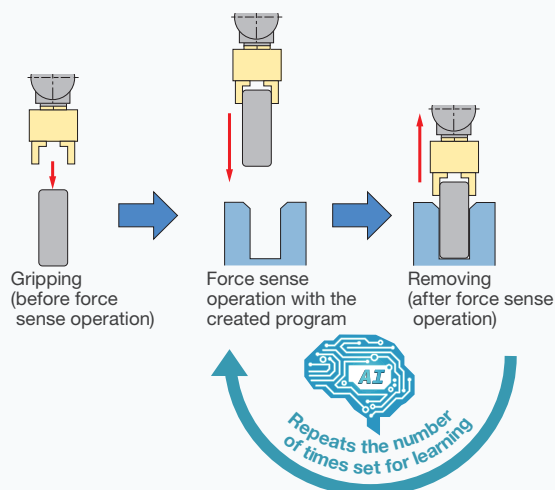 Gripping
(before force
sense operation)
Force sense
operation with the
created program
Removing
(after force sense
operation)
AI
Repeats the number
of times set for learning